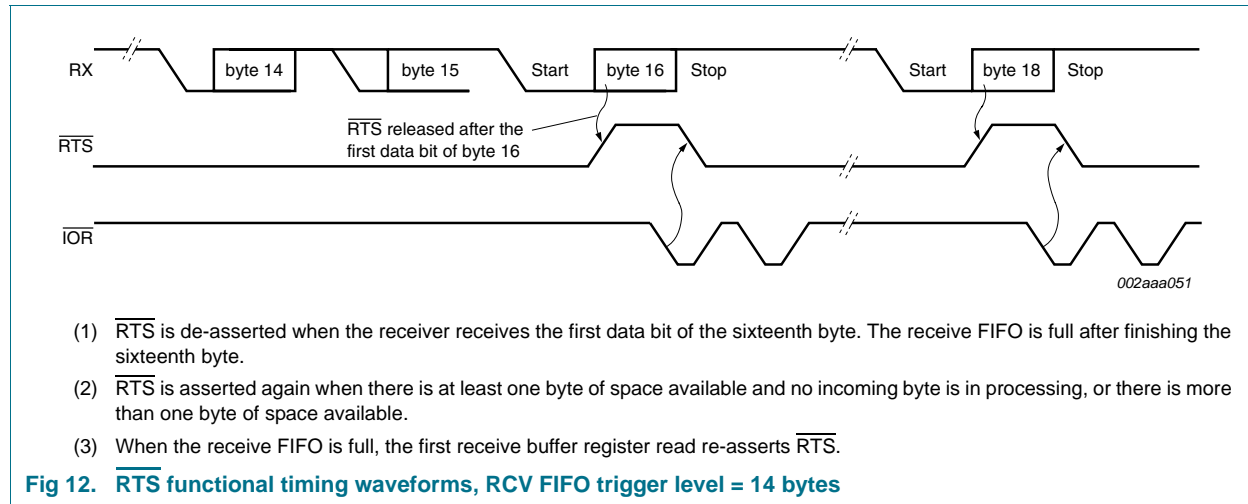 RX
byte 14
byte 15
Start
byte 16
Stop
Start
byte 18
Stop
RTS
RTS released after the
first data bit of byte 16
IOR
002aaa051
(1) RTS is de-asserted when the receiver receives the first data bit of the sixteenth byte. The receive FIFO is full after finishing the
sixteenth byte.
(2) RTS is asserted again when there is at least one byte of space available and no incoming byte is in processing, or there is more
than one byte of space available.
(3) When the receive FIFO is full, the first receive buffer register read re-asserts RTS.
Fig 12. RTS functional timing waveforms, RCV FIFO trigger level = 14 bytes